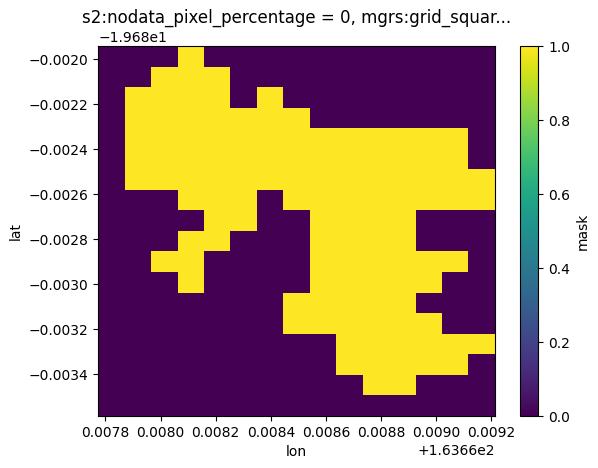 s2:nodata_pixel_percentage = 0, mgrs:grid_squar...
−1.968e1
−0.0020
−0.0022
−0.0024
−0.0026
−0.0028
−0.0030
−0.0032
−0.0034
lat
0.0078 0.0080 0.0082 0.0084 0.0086 0.0088 0.0090 0.0092
lon
+1.6366e2
1.0
0.8
0.6
0.4
0.2
0.0
mask